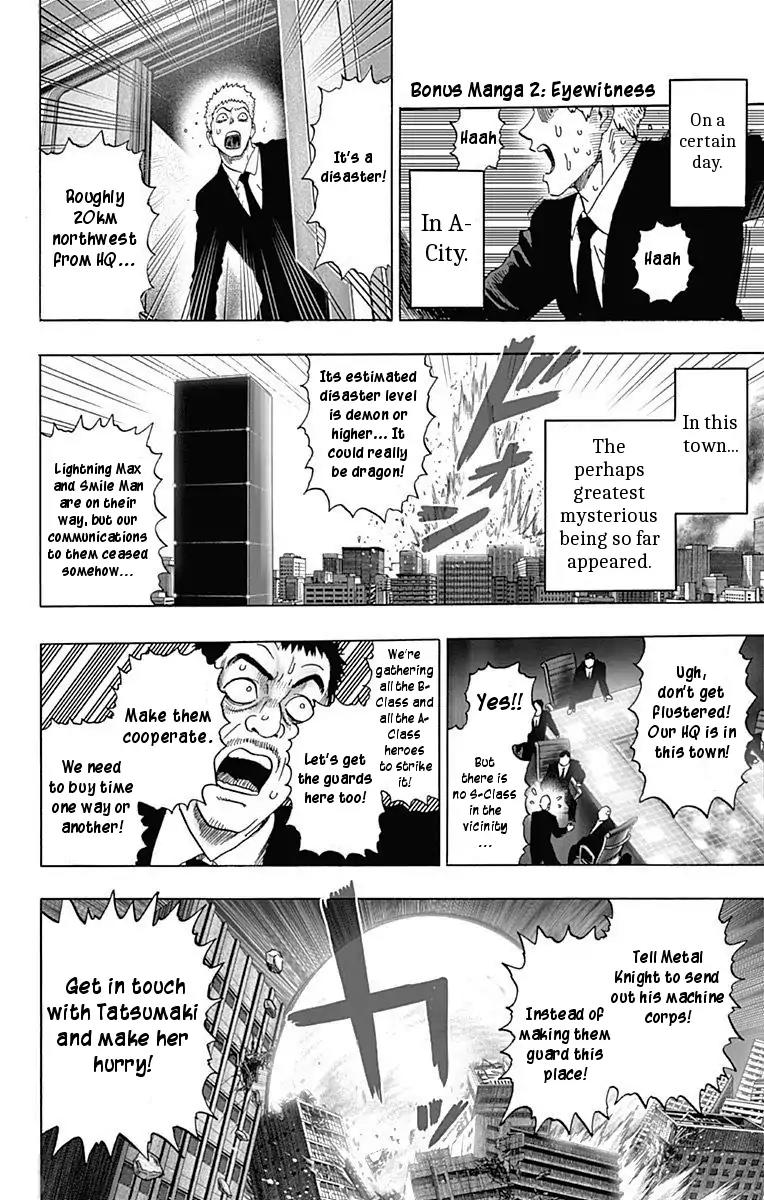 Bonus Manga 2: Eyewitness
On a
certain
day.
Haah
Haah
In A-
City.
It's a
disaster!
Roughly
20km
northwest
from HQ...
In this
town...
The
perhaps
greatest
mysterious
being so far
appeared.
ドォ
Its estimated
disaster level
is demon or
higher... It
could really
be dragon!
Lightning Max
and Smile Man
are on their
way, but our
communications
to them ceased
somehow...
Ugh,
don't get
flustered!
Our HQ is in
this town!
Yes!!
But
there is
no S-Class
in the
vicinity
...
We're
gathering
all the B-
Class and
all the A-
Class
heroes
to strike
it!
Let's get
the guards
here too!
Make them
cooperate.
We need
to buy time
one way or
another!
Tell Metal
Knight to send
out his machine
corps!
Instead of
making them
guard this
place!
カッ
Get in touch
with Tatsumaki
and make her
hurry!